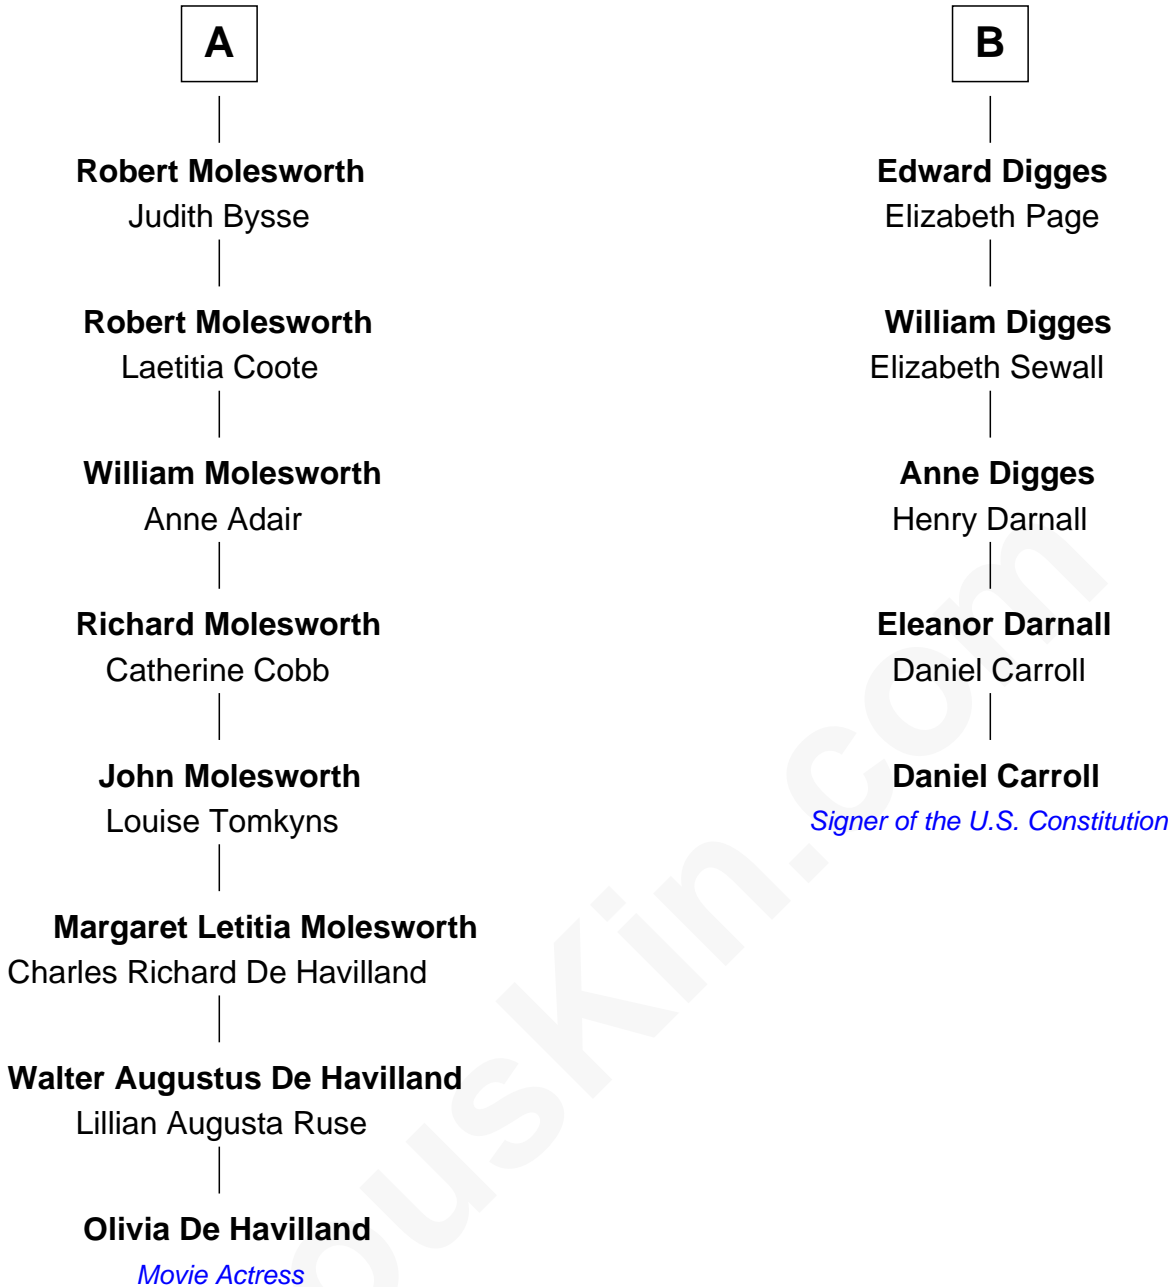 A
Robert Molesworth
Judith Bysse
Robert Molesworth
Laetitia Coote
William Molesworth
Anne Adair
Richard Molesworth
Catherine Cobb
John Molesworth
Louise Tomkyns
Margaret Letitia Molesworth
Charles Richard De Havilland
Walter Augustus De Havilland
Lillian Augusta Ruse
Olivia De Havilland
Movie Actress
B
Edward Digges
Elizabeth Page
William Digges
Elizabeth Sewall
Anne Digges
Henry Darnall
Eleanor Darnall
Daniel Carroll
Daniel Carroll
Signer of the U.S. Constitution
ousKin.com